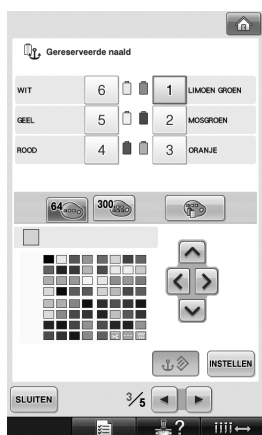 Gereserveerde naald
WIT 6 1 LIMOEN GROEN
GEEL 5 2 MOSGROEN
ROOD 4 3 ORANJE
64 300
INSTELLEN
SLUITEN 3/5
?